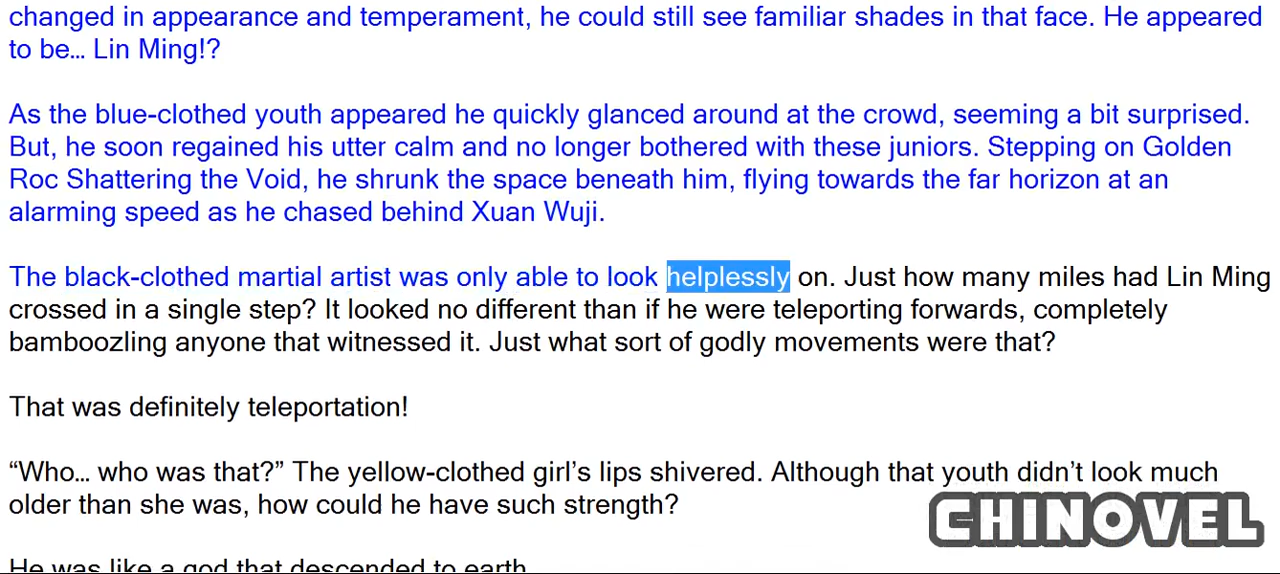 changed in appearance and temperament, he could still see familiar shades in that face. He appeared
to be… Lin Ming!?
As the blue-clothed youth appeared he quickly glanced around at the crowd, seeming a bit surprised.
But, he soon regained his utter calm and no longer bothered with these juniors. Stepping on Golden
Roc Shattering the Void, he shrunk the space beneath him, flying towards the far horizon at an
alarming speed as he chased behind Xuan Wuji.
The black-clothed martial artist was only able to look helplessly on. Just how many miles had Lin Ming
crossed in a single step? It looked no different than if he were teleporting forwards, completely
bamboozling anyone that witnessed it. Just what sort of godly movements were that?
That was definitely teleportation!
“Who… who was that?” The yellow-clothed girl’s lips shivered. Although that youth didn’t look much
older than she was, how could he have such strength?
He was like a god that descended to earth
CHINOVEL